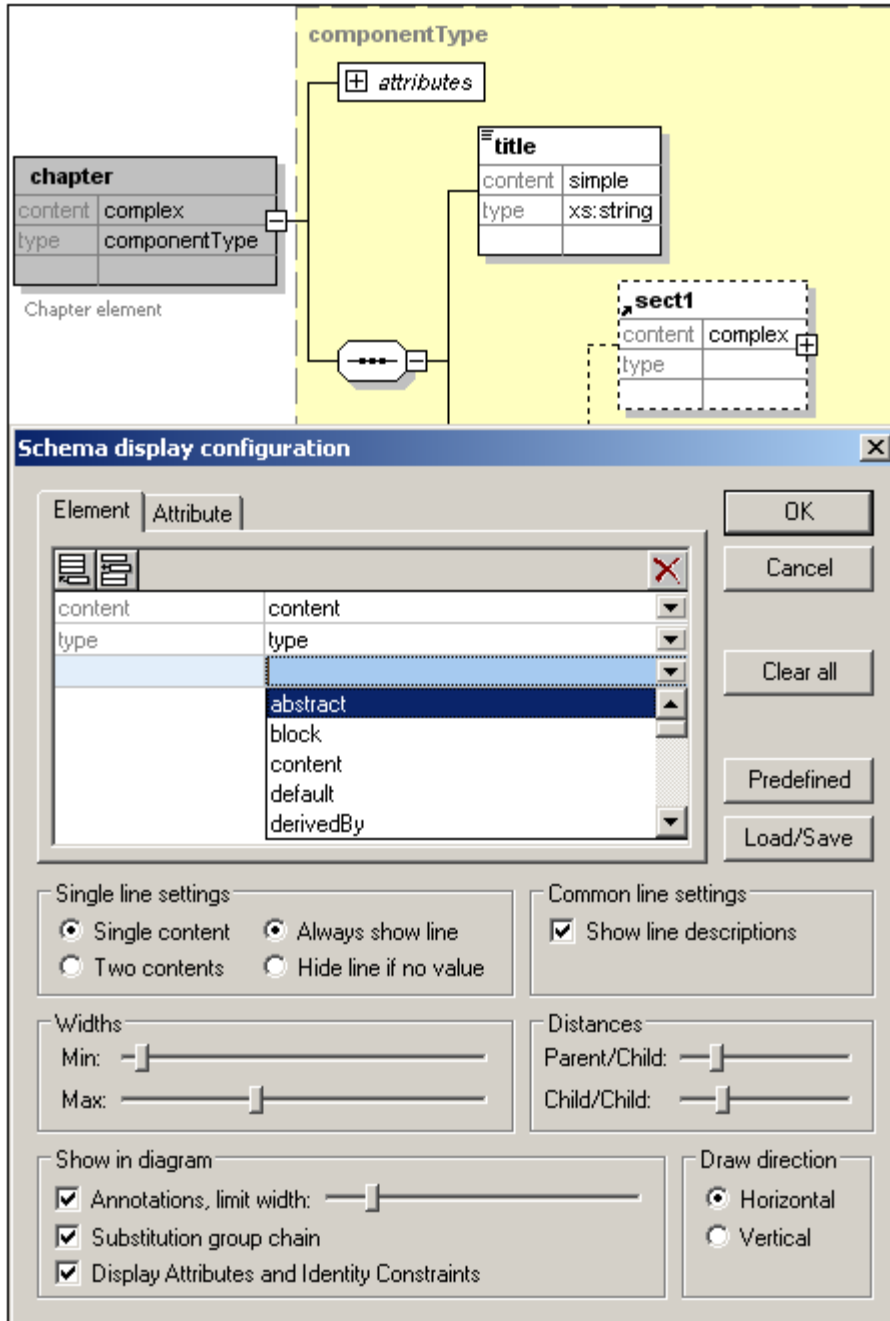 componentType
attributes
title
content simple
type xs:string
chapter
content complex
type componentType
Chapter element
sect1
content complex
type
Schema display configuration
Element Attribute
OK
Cancel
content content
type type
Clear all
abstract
block
content
default
derivedBy
Predefined
Load/Save
Single line settings
Single content Always show line
Two contents Hide line if no value
Common line settings
Show line descriptions
Widths
Min:
Max:
Distances
Parent/Child:
Child/Child:
Show in diagram
Annotations, limit width:
Substitution group chain
Display Attributes and Identity Constraints
Draw direction
Horizontal
Vertical